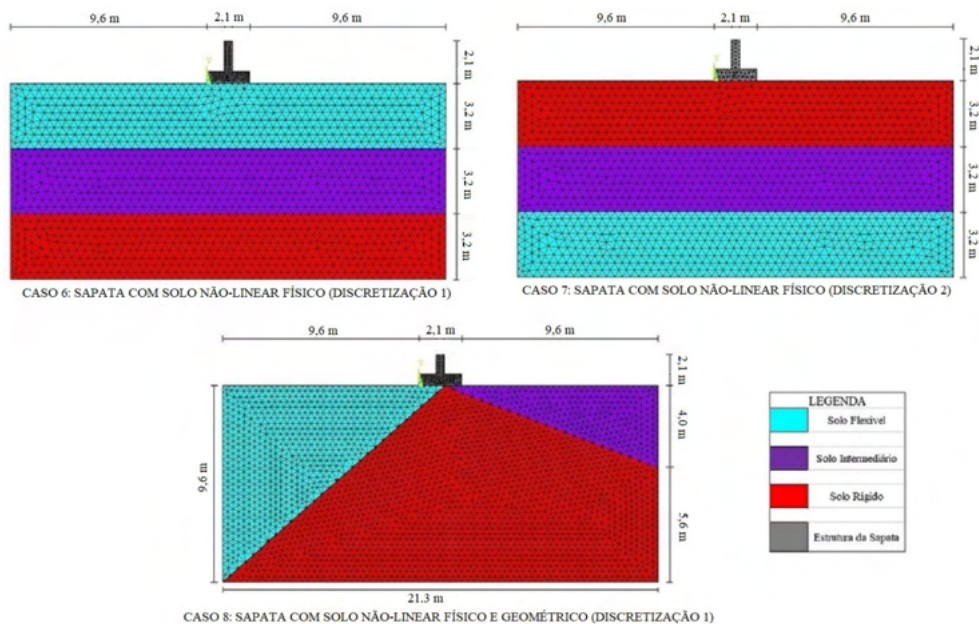 9,6 m 2,1 m 9,6 m
2,1 m
3,2 m
3,2 m
3,2 m
CASO 6: SAPATA COM SOLO NÃO-LINEAR FÍSICO (DISCRETIZAÇÃO 1)
9,6 m 2,1 m 9,6 m
2,1 m
3,2 m
3,2 m
3,2 m
CASO 7: SAPATA COM SOLO NÃO-LINEAR FÍSICO (DISCRETIZAÇÃO 2)
9,6 m 2,1 m 9,6 m
2,1 m
4,0 m
5,6 m
9,6 m
21.3 m
CASO 8: SAPATA COM SOLO NÃO-LINEAR FÍSICO E GEOMÉTRICO (DISCRETIZAÇÃO 1)
LEGENDA
Solo Flexível
Solo Intermediário
Solo Rígido
Estrutura da Sapata